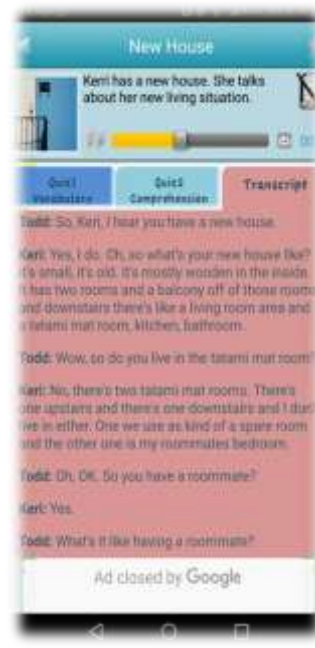 New House
Kerri has a new house. She talks
about her new living situation.
Quiz1
Vocabulary
Quiz2
Comprehension
Transcript
Todd: So, Keri, I hear you have a new house.
Keri: Yes, I do. Oh, so what's your new house like?
It's small, it's old. It's mostly wooden in the inside.
It has two rooms and a balcony off of those rooms
and downstairs there's like a living room area and
a tatami mat room, kitchen, bathroom.
Todd: Wow, so do you live in the tatami mat room?
Keri: No, there's two tatami mat rooms. There's
one upstairs and there's one downstairs and I don't
live in either. One we use as kind of a spare room
and the other one is my roommates bedroom.
Todd: Oh, OK. So you have a roommate?
Keri: Yes.
Todd: What's it like having a roommate?
Ad closed by Google